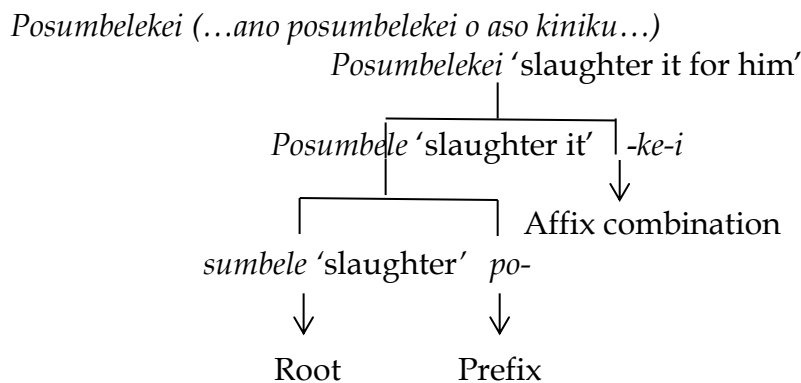 Posumbelekei (…ano posumbelekei o aso kiniku…)
Posumbelekei ‘slaughter it for him’
Posumbele ‘slaughter it’ -ke-i
Affix combination
sumbele ‘slaughter’ po-
Root Prefix